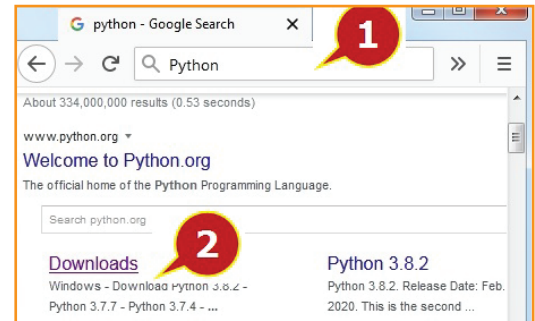 python - Google Search
1
Python
About 334,000,000 results (0.53 seconds)
www.python.org
Welcome to Python.org
The official home of the Python Programming Language.
Search python.org
2
Downloads
Windows - Download Python 3.8.2 -
Python 3.7.7 - Python 3.7.4 - ...
Python 3.8.2
Python 3.8.2. Release Date: Feb.
2020. This is the second ...